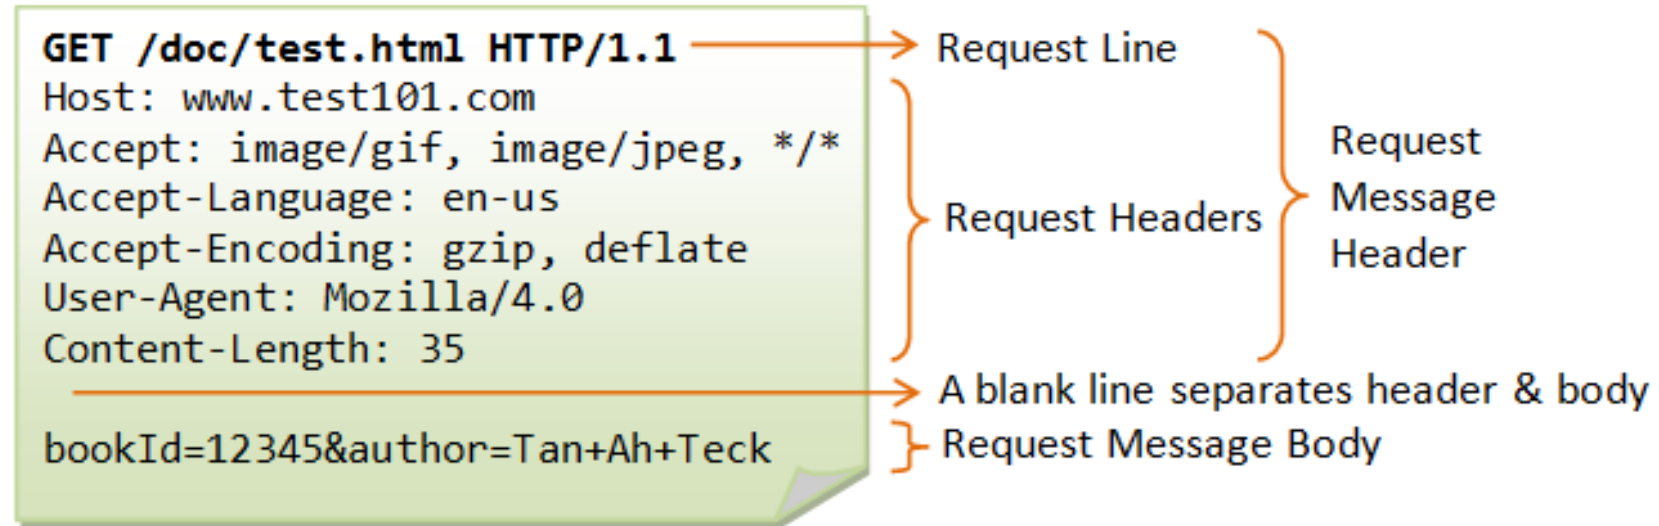 GET /doc/test.html HTTP/1.1
Request Line
Host: www.test101.com
Accept: image/gif, image/jpeg, */*
Accept-Language: en-us
Accept-Encoding: gzip, deflate
User-Agent: Mozilla/4.0
Content-Length: 35
Request Headers
Request
Message
Header
A blank line separates header & body
bookId=12345&author=Tan+Ah+Teck
Request Message Body